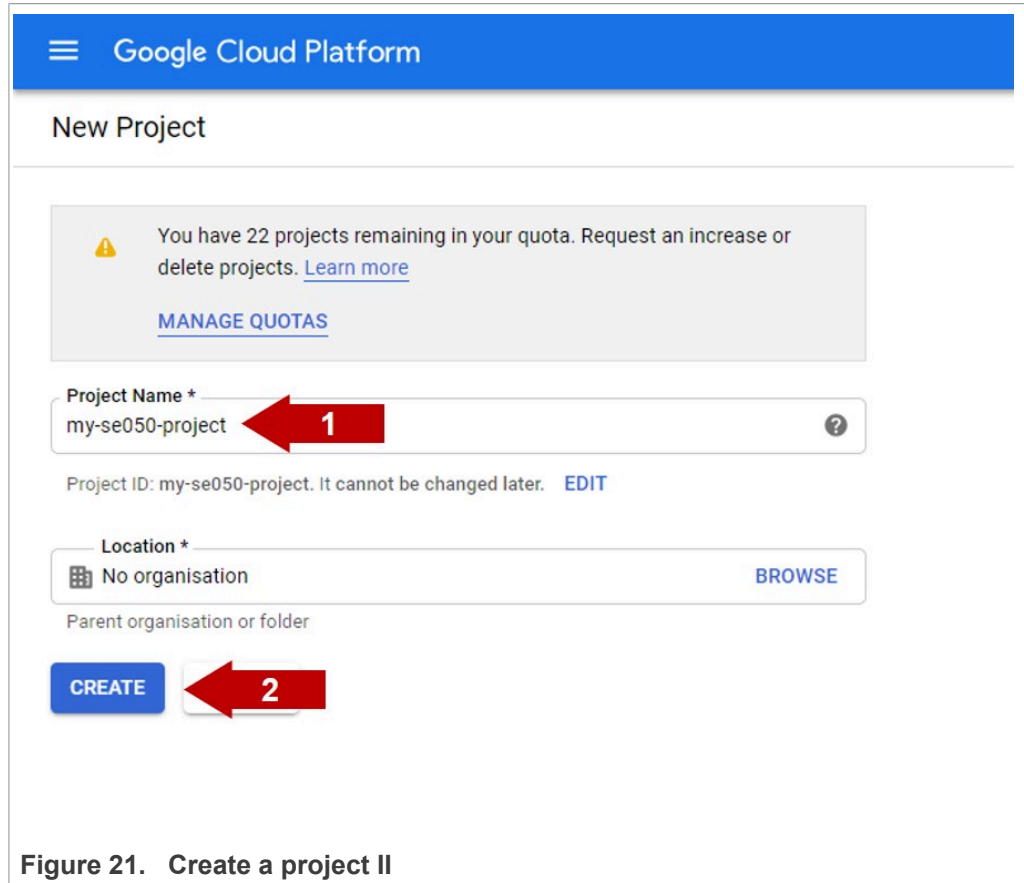 Google Cloud Platform
New Project
You have 22 projects remaining in your quota. Request an increase or
delete projects. Learn more
MANAGE QUOTAS
Project Name *
my-se050-project
1
?
Project ID: my-se050-project. It cannot be changed later. EDIT
Location *
No organisation BROWSE
Parent organisation or folder
CREATE
2
Figure 21. Create a project II